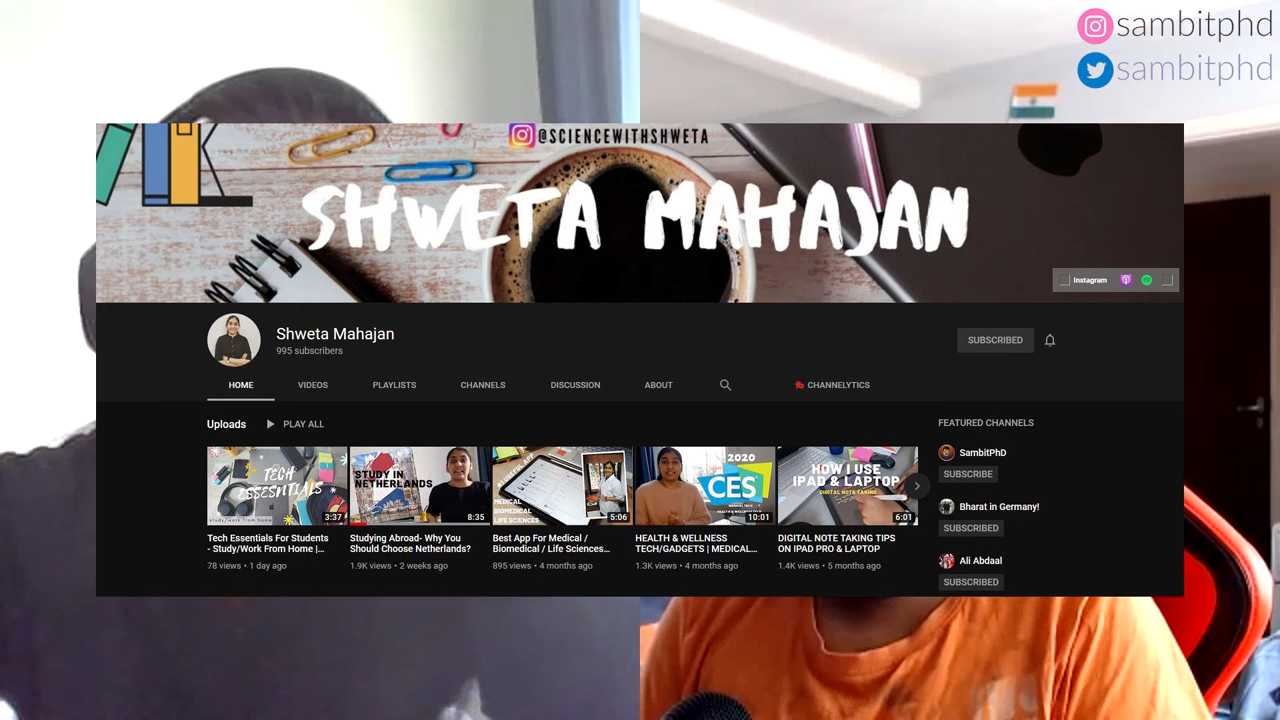 sambitphd
sambitphd
@SCIENCEWITHSHWETA
SHWETA MAHAJAN
Instagram
Shweta Mahajan
995 subscribers
SUBSCRIBED
HOME VIDEOS PLAYLISTS CHANNELS DISCUSSION ABOUT CHANNELYTICS
Uploads PLAY ALL
TECH
ESSENTIALS
study/work from home
3:37
Tech Essentials For Students
- Study/Work From Home |...
78 views • 1 day ago
STUDY IN
NETHERLANDS
8:35
Studying Abroad- Why You
Should Choose Netherlands?
1.9K views • 2 weeks ago
MEDICAL
BIOMEDICAL
LIFE SCIENCES
5:06
Best App For Medical /
Biomedical / Life Sciences...
895 views • 4 months ago
2020
CES
10:01
HEALTH & WELLNESS
TECH/GADGETS | MEDICAL...
1.3K views • 4 months ago
HOW I USE
IPAD & LAPTOP
DIGITAL NOTE TAKING
6:01
DIGITAL NOTE TAKING TIPS
ON IPAD PRO & LAPTOP
1.4K views • 5 months ago
FEATURED CHANNELS
SambitPhD
SUBSCRIBE
Bharat in Germany!
SUBSCRIBED
Ali Abdaal
SUBSCRIBED